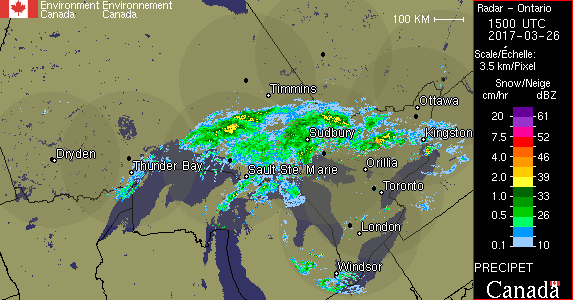 Environment Environnement
Canada Canada
100 KM
Timmins
Ottawa
Sudbury
Kingston
Dryden
Thunder Bay
Sault Ste. Marie
Orillia
Toronto
London
Windsor
Radar - Ontario
1500 UTC
2017-03-26
Scale/Échelle:
3.5 km/Pixel
Snow/Neige
cm/hr dBZ
20 61
7.5 52
4.0 46
2.0 39
1.0 33
0.5 26
0.1 10
PRECIPET
Canada